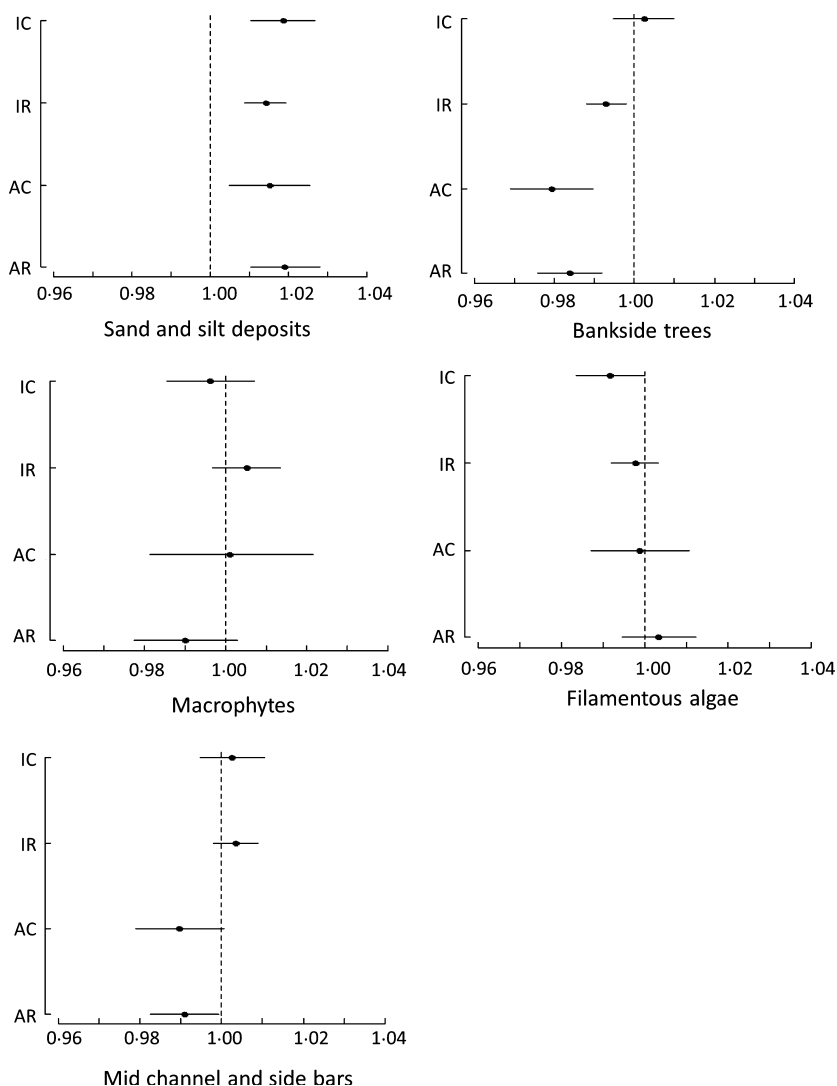 IC
IR
AC
AR
0·96 0·98 1·00 1·02 1·04
Sand and silt deposits
IC
IR
AC
AR
0·96 0·98 1·00 1·02 1·04
Bankside trees
IC
IR
AC
AR
0·96 0·98 1·00 1·02 1·04
Macrophytes
IC
IR
AC
AR
0·96 0·98 1·00 1·02 1·04
Filamentous algae
IC
IR
AC
AR
0·96 0·98 1·00 1·02 1·04
Mid channel and side bars